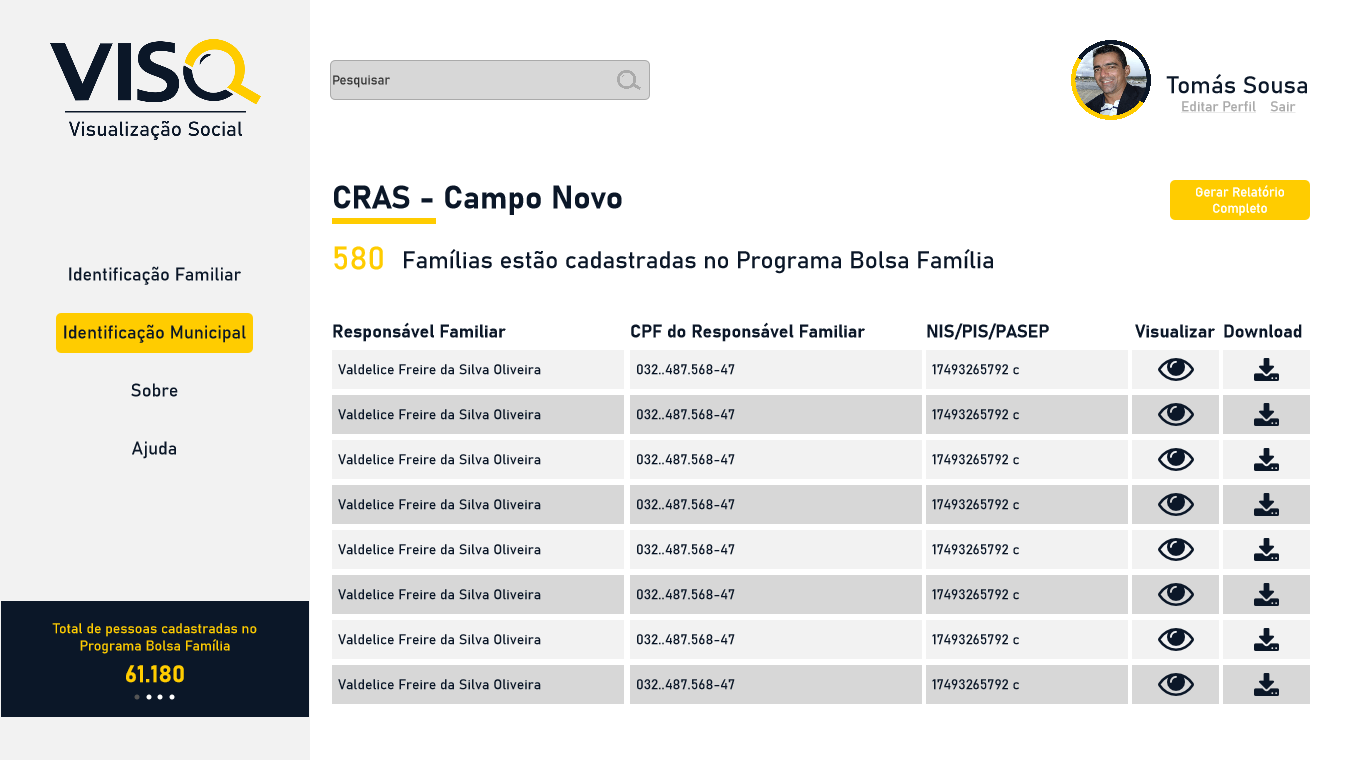 VISO
Visualização Social
Identificação Familiar
Identificação Municipal
Sobre
Ajuda
Total de pessoas cadastradas no
Programa Bolsa Família
61.180
Pesquisar
Tomás Sousa
Editar Perfil Sair
CRAS - Campo Novo
Gerar Relatório
Completo
580 Famílias estão cadastradas no Programa Bolsa Família
Responsável Familiar CPF do Responsável Familiar NIS/PIS/PASEP Visualizar Download
Valdelice Freire da Silva Oliveira 032..487.568-47 17493265792 c
Valdelice Freire da Silva Oliveira 032..487.568-47 17493265792 c
Valdelice Freire da Silva Oliveira 032..487.568-47 17493265792 c
Valdelice Freire da Silva Oliveira 032..487.568-47 17493265792 c
Valdelice Freire da Silva Oliveira 032..487.568-47 17493265792 c
Valdelice Freire da Silva Oliveira 032..487.568-47 17493265792 c
Valdelice Freire da Silva Oliveira 032..487.568-47 17493265792 c
Valdelice Freire da Silva Oliveira 032..487.568-47 17493265792 c